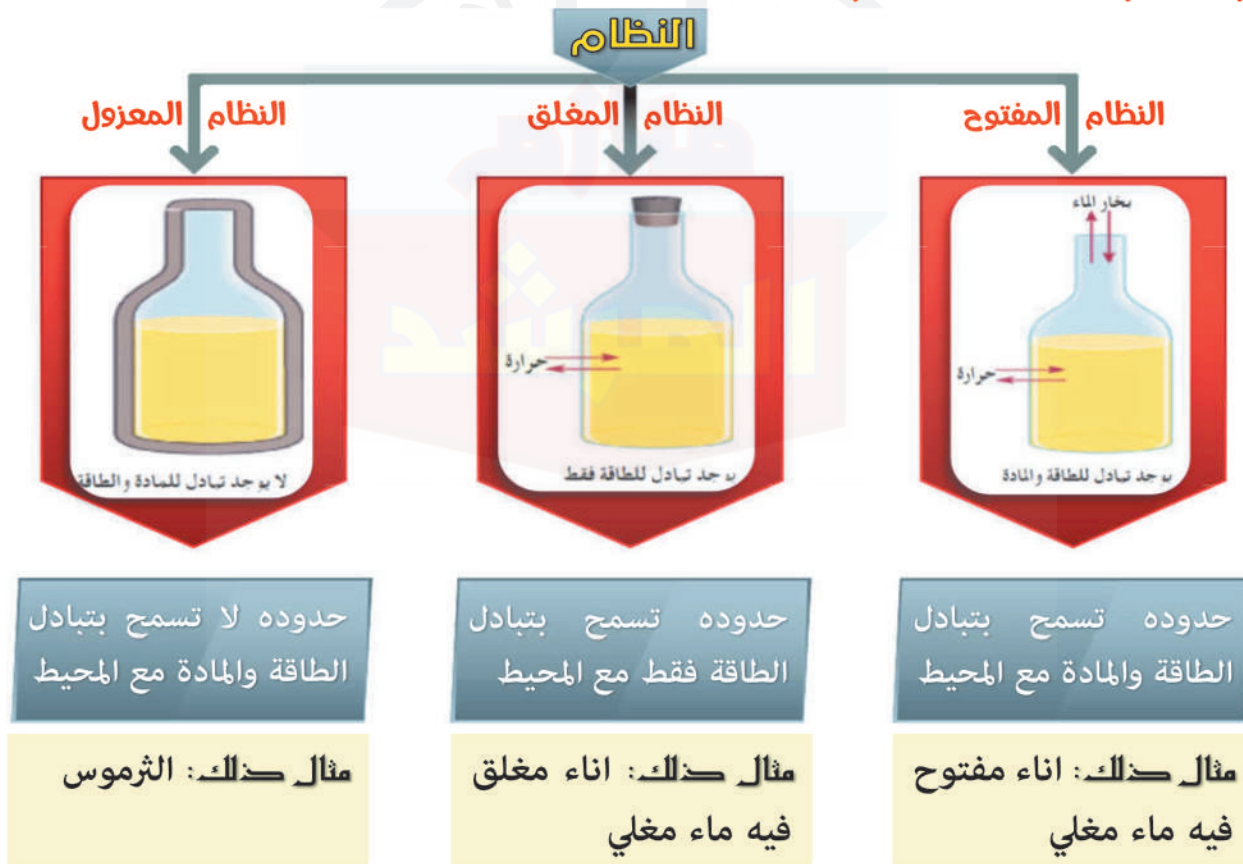 النظام
النظام المفتوح
النظام المغلق
النظام المعزول
بخار الماء
حرارة
يوجد تبادل للطاقة والمادة
حرارة
يوجد تبادل للطاقة فقط
لا يوجد تبادل للمادة والطاقة
حدوده تسمح بتبادل
الطاقة والمادة مع المحيط
حدوده تسمح بتبادل
الطاقة فقط مع المحيط
حدوده لا تسمح بتبادل
الطاقة والمادة مع المحيط
مثال ذلك: اناء مفتوح
فيه ماء مغلي
مثال ذلك: اناء مغلق
فيه ماء مغلي
مثال ذلك: الثرموس